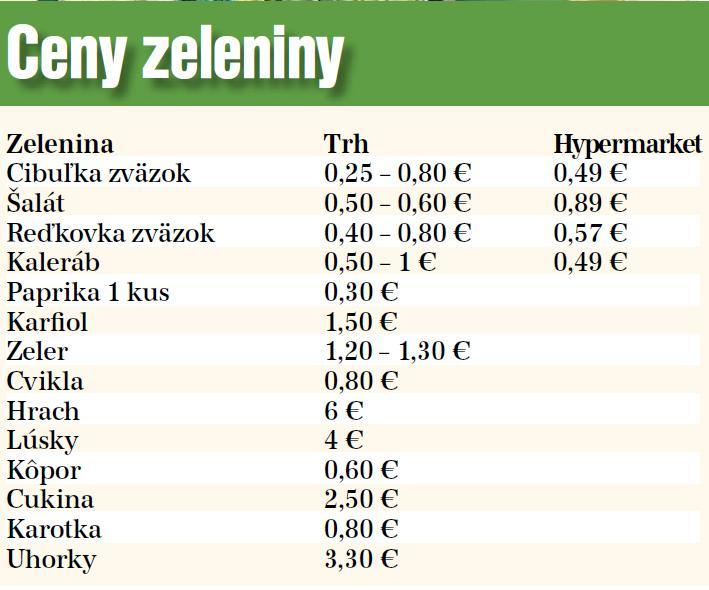 Ceny zeleniny
Zelenina Trh Hypermarket
Cibuľka zväzok 0,25 – 0,80 € 0,49 €
Šalát 0,50 – 0,60 € 0,89 €
Reďkovka zväzok 0,40 – 0,80 € 0,57 €
Kaleráb 0,50 – 1 € 0,49 €
Paprika 1 kus 0,30 €
Karfiol 1,50 €
Zeler 1,20 – 1,30 €
Cvikla 0,80 €
Hrach 6 €
Lúsky 4 €
Kôpor 0,60 €
Cukina 2,50 €
Karotka 0,80 €
Uhorky 3,30 €